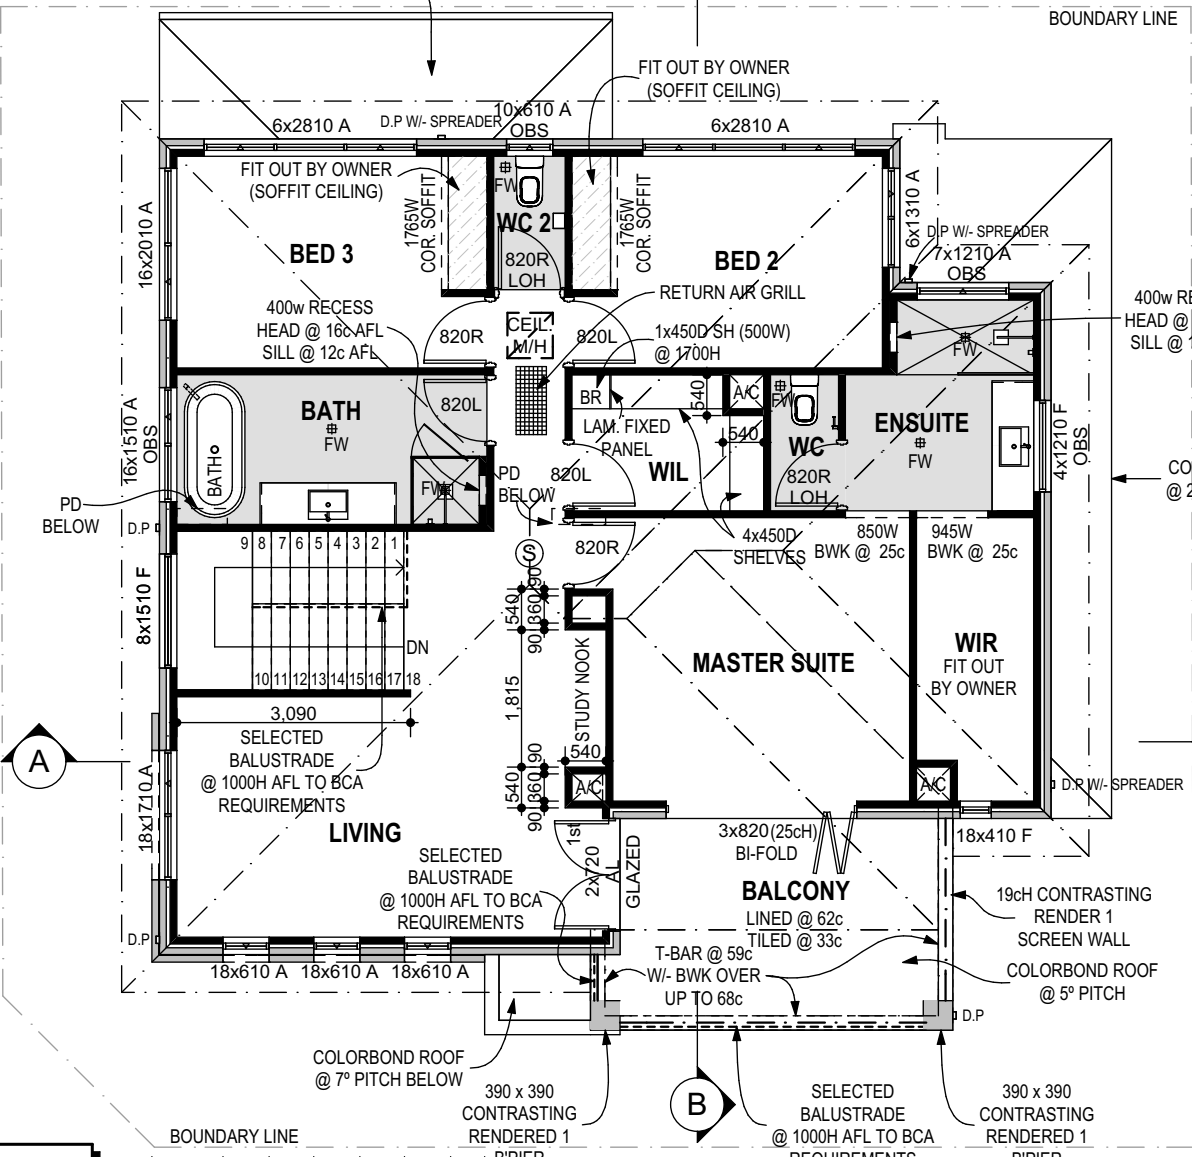 BOUNDARY LINE
FIT OUT BY OWNER
(SOFFIT CEILING)
6x2810 A
D.P W/- SPREADER
10x610 A
OBS
6x2810 A
FIT OUT BY OWNER
(SOFFIT CEILING)
16x2010 A
BED 3
1765W
COR. SOFFIT
FW
WC 2
820R
LOH
1765W
COR. SOFFIT
BED 2
6x1310 A
D.P W/- SPREADER
7x1210 A
OBS
RETURN AIR GRILL
400w RECESS
HEAD @ 16c AFL
SILL @ 12c AFL
820R
CEIL.
M/H
820L
1x450D SH (500W)
@ 1700H
FW
400w RE
HEAD @
SILL @ 1
16x1510 A
OBS
BATH
FW
BATH
820L
FW
PD
BELOW
BR
LAM. FIXED
PANEL
540
540
A/C
WIL
820L
FW
WC
820R
LOH
ENSUITE
FW
4x1210 F
OBS
CO
@ 2
PD
BELOW
D.P
9 8 7 6 5 4 3 2 1
S
820R
4x450D
SHELVES
850W
BWK @ 25c
945W
BWK @ 25c
8x1510 F
DN
10 11 12 13 14 15 16 17 18
90
540
360
90
1,815
STUDY NOOK
MASTER SUITE
WIR
FIT OUT
BY OWNER
3,090
A
SELECTED
BALUSTRADE
@ 1000H AFL TO BCA
REQUIREMENTS
540
90
540
360
90
A/C
A/C
D.P W/- SPREADER
18x1710 A
LIVING
1st
2x720
AL
GLAZED
3x820 (25cH)
BI-FOLD
18x410 F
SELECTED
BALUSTRADE
@ 1000H AFL TO BCA
REQUIREMENTS
BALCONY
LINED @ 62c
TILED @ 33c
19cH CONTRASTING
RENDER 1
SCREEN WALL
D.P
T-BAR @ 59c
W/- BWK OVER
UP TO 68c
18x610 A
18x610 A
18x610 A
COLORBOND ROOF
@ 5º PITCH
D.P
COLORBOND ROOF
@ 7º PITCH BELOW
390 x 390
CONTRASTING
RENDERED 1
B'PIER
B
SELECTED
BALUSTRADE
@ 1000H AFL TO BCA
REQUIREMENTS
390 x 390
CONTRASTING
RENDERED 1
B'PIER
BOUNDARY LINE